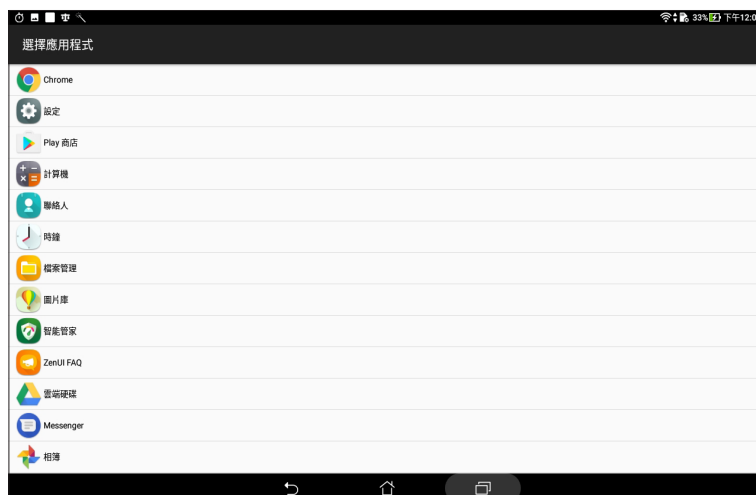 33% 下午12:0
選擇應用程式
Chrome
設定
Play 商店
計算機
聯絡人
時鐘
檔案管理
圖片庫
智能管家
ZenUI FAQ
雲端硬碟
Messenger
相簿